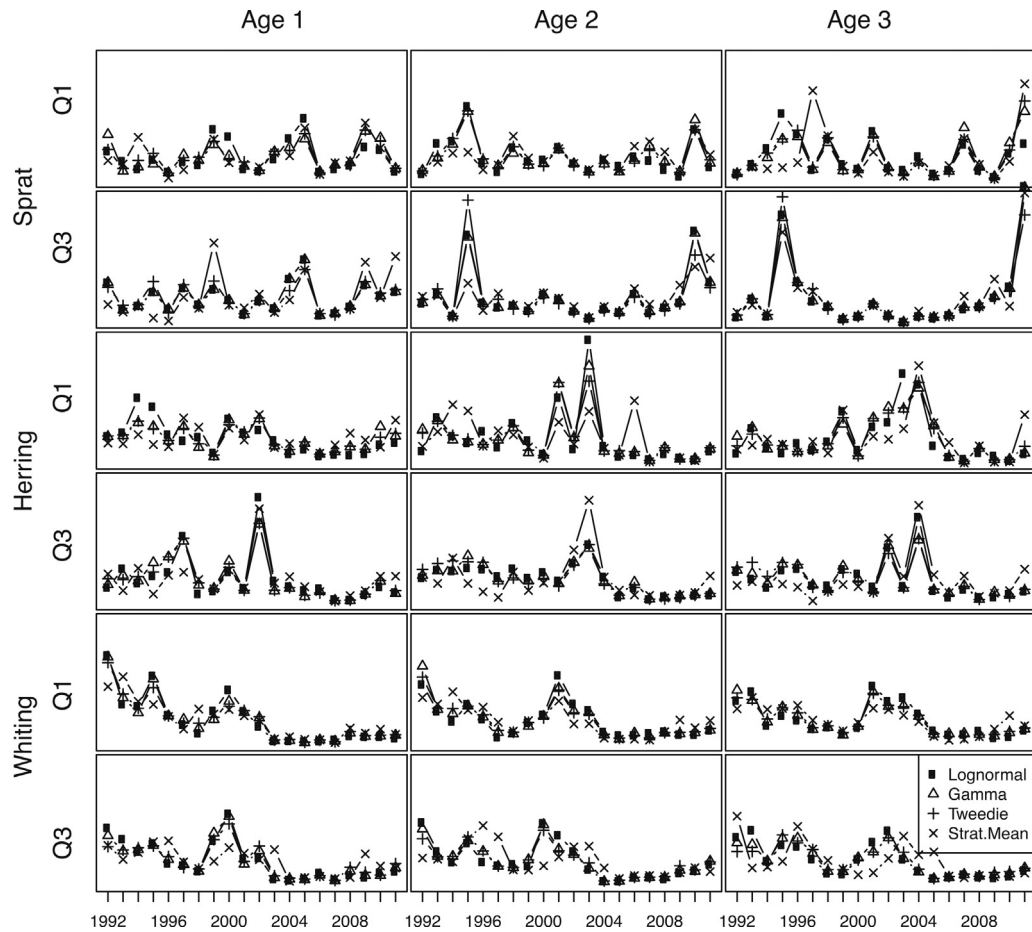 Age 1 Age 2 Age 3
Sprat
Q1
Q3
Herring
Q1
Q3
Whiting
Q1
Q3
Lognormal
Gamma
Tweedie
Strat.Mean
1992 1996 2000 2004 2008 1992 1996 2000 2004 2008 1992 1996 2000 2004 2008